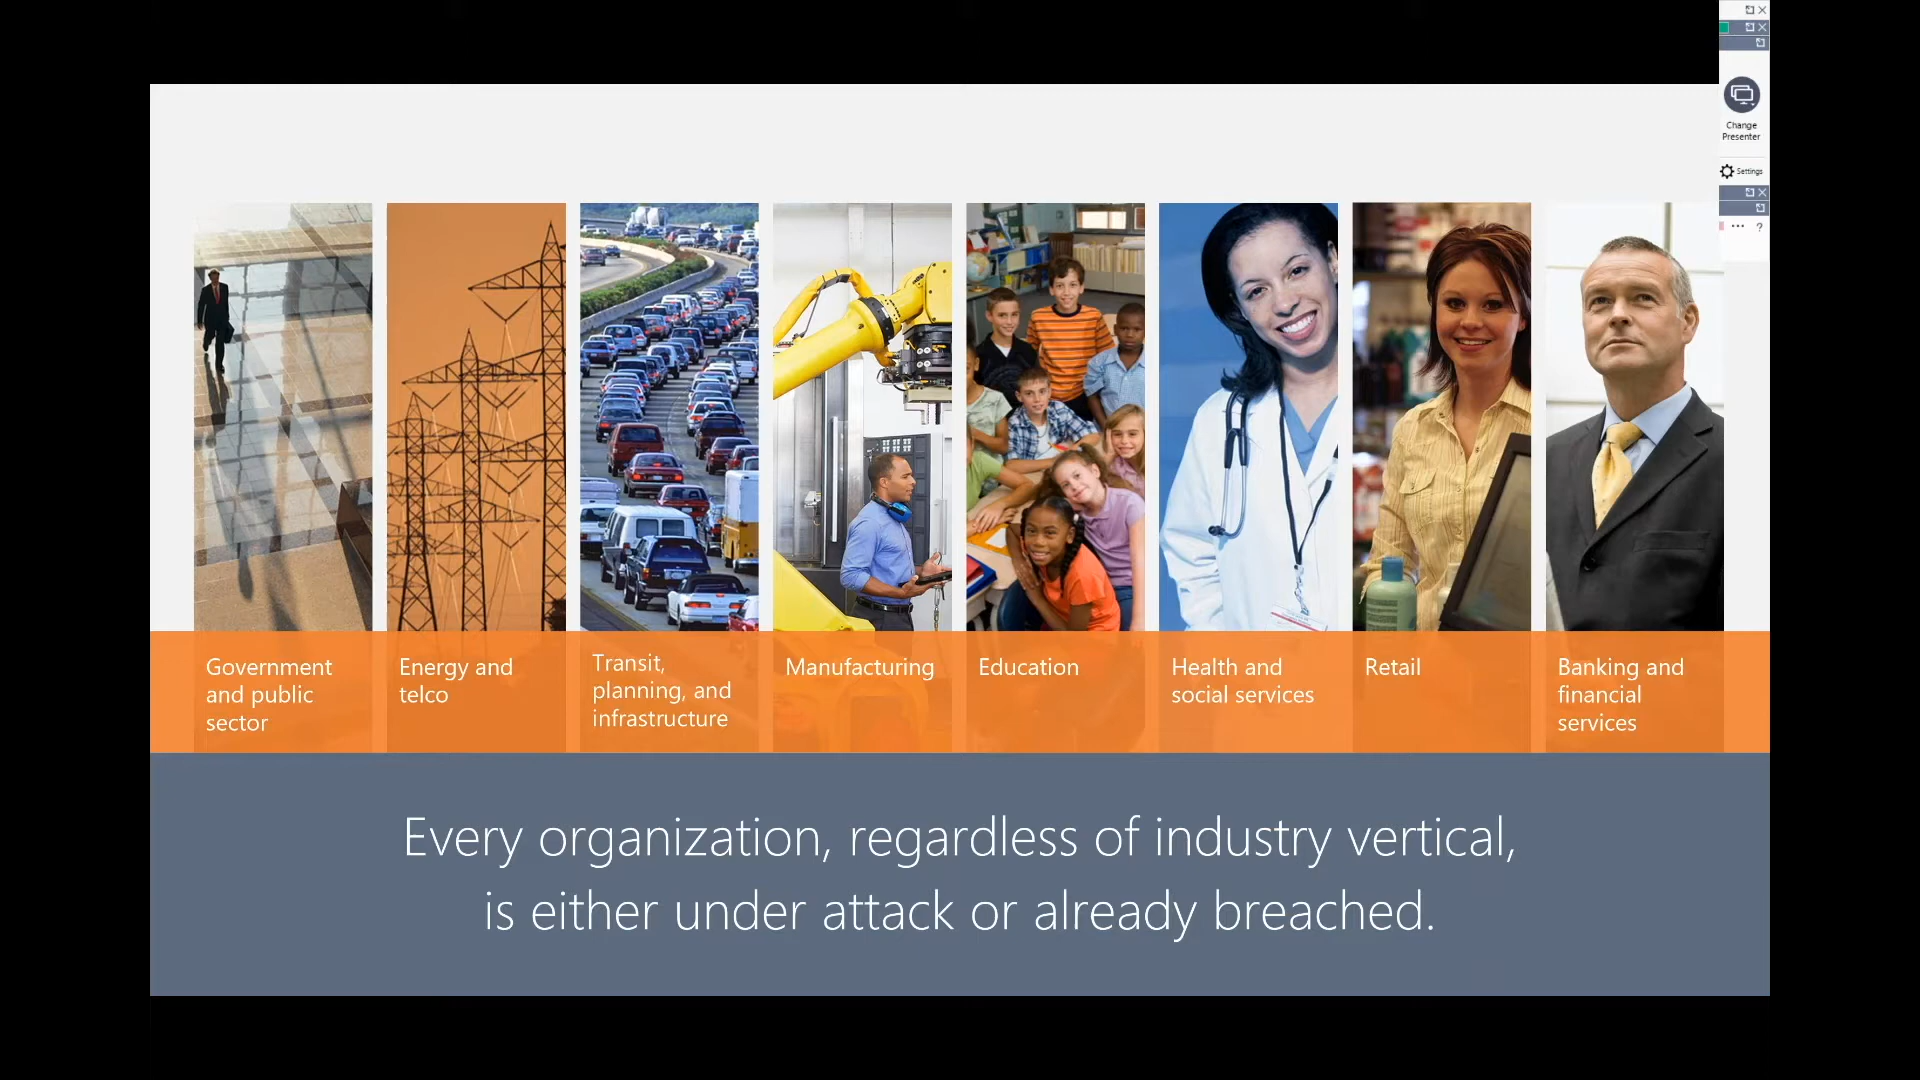 Change
Presenter
Settings
... ?
Government
and public
sector
Energy and
telco
Transit,
planning, and
infrastructure
Manufacturing
Education
Health and
social services
Retail
Banking and
financial
services
Every organization, regardless of industry vertical,
is either under attack or already breached.